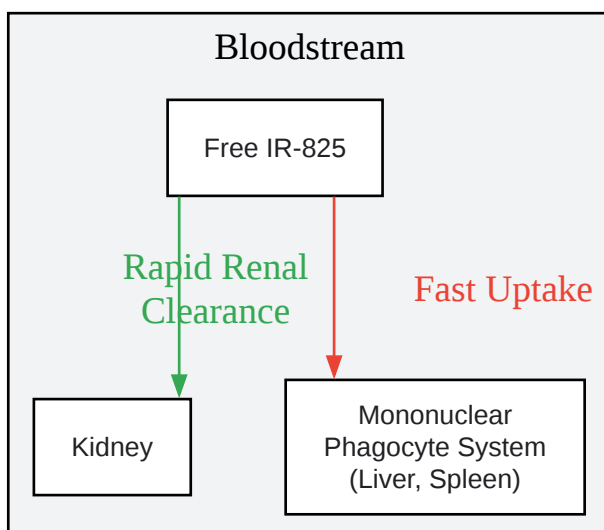 Bloodstream
Free IR-825
Rapid Renal
Clearance
Fast Uptake
Kidney
Mononuclear
Phagocyte System
(Liver, Spleen)